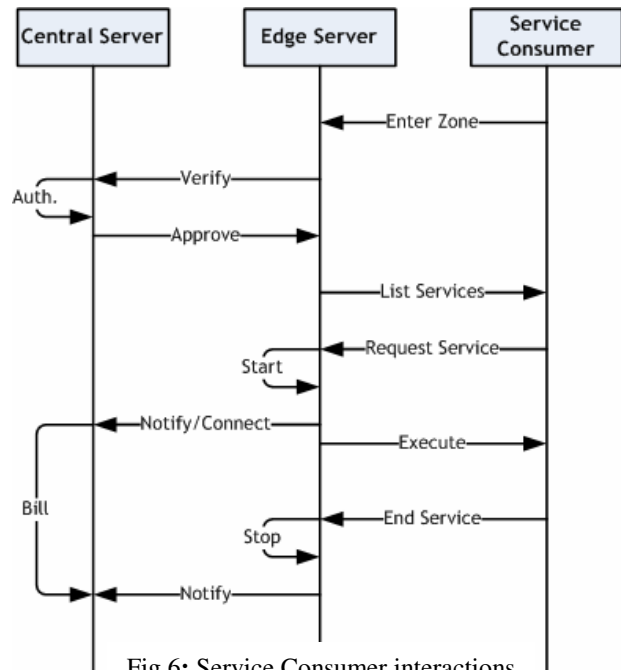 Central Server
Edge Server
Service
Consumer
Enter Zone
Verify
Auth.
Approve
List Services
Request Service
Start
Notify/Connect
Execute
Bill
End Service
Stop
Notify
Fig 6: Service Consumer interactions